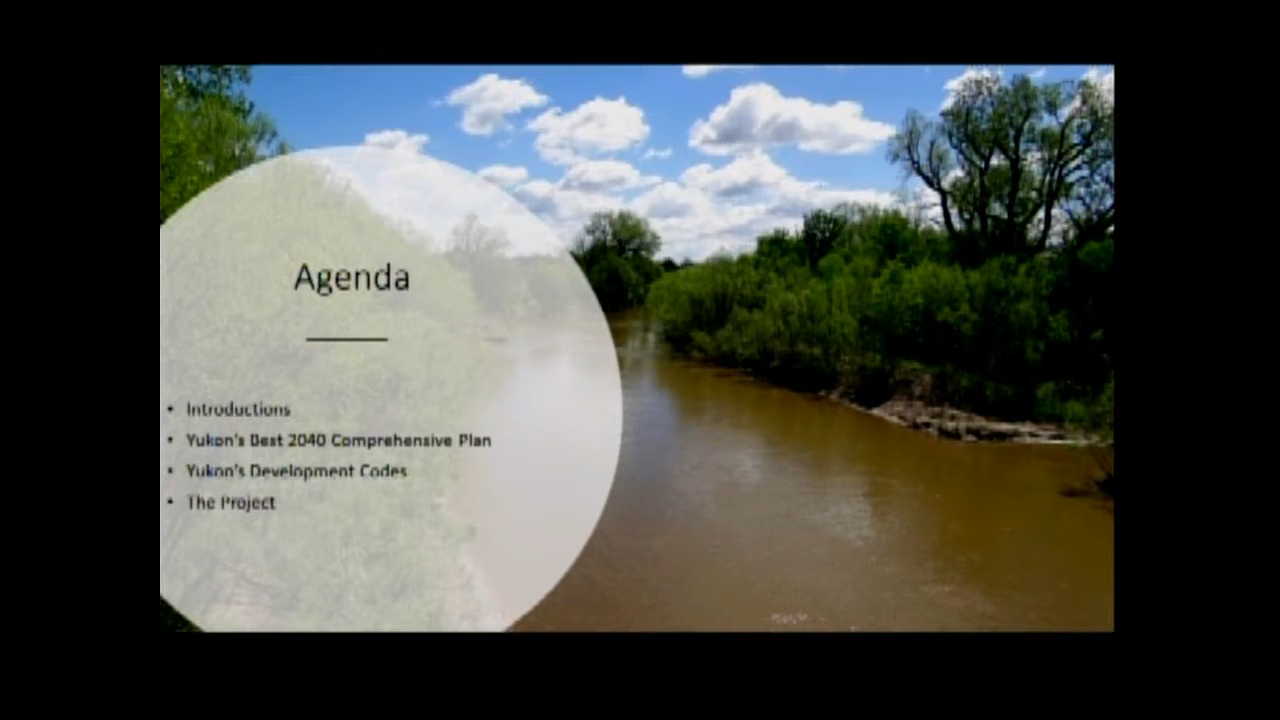 Agenda
• Introductions
• Yukon's Best 2040 Comprehensive Plan
• Yukon's Development Codes
• The Project